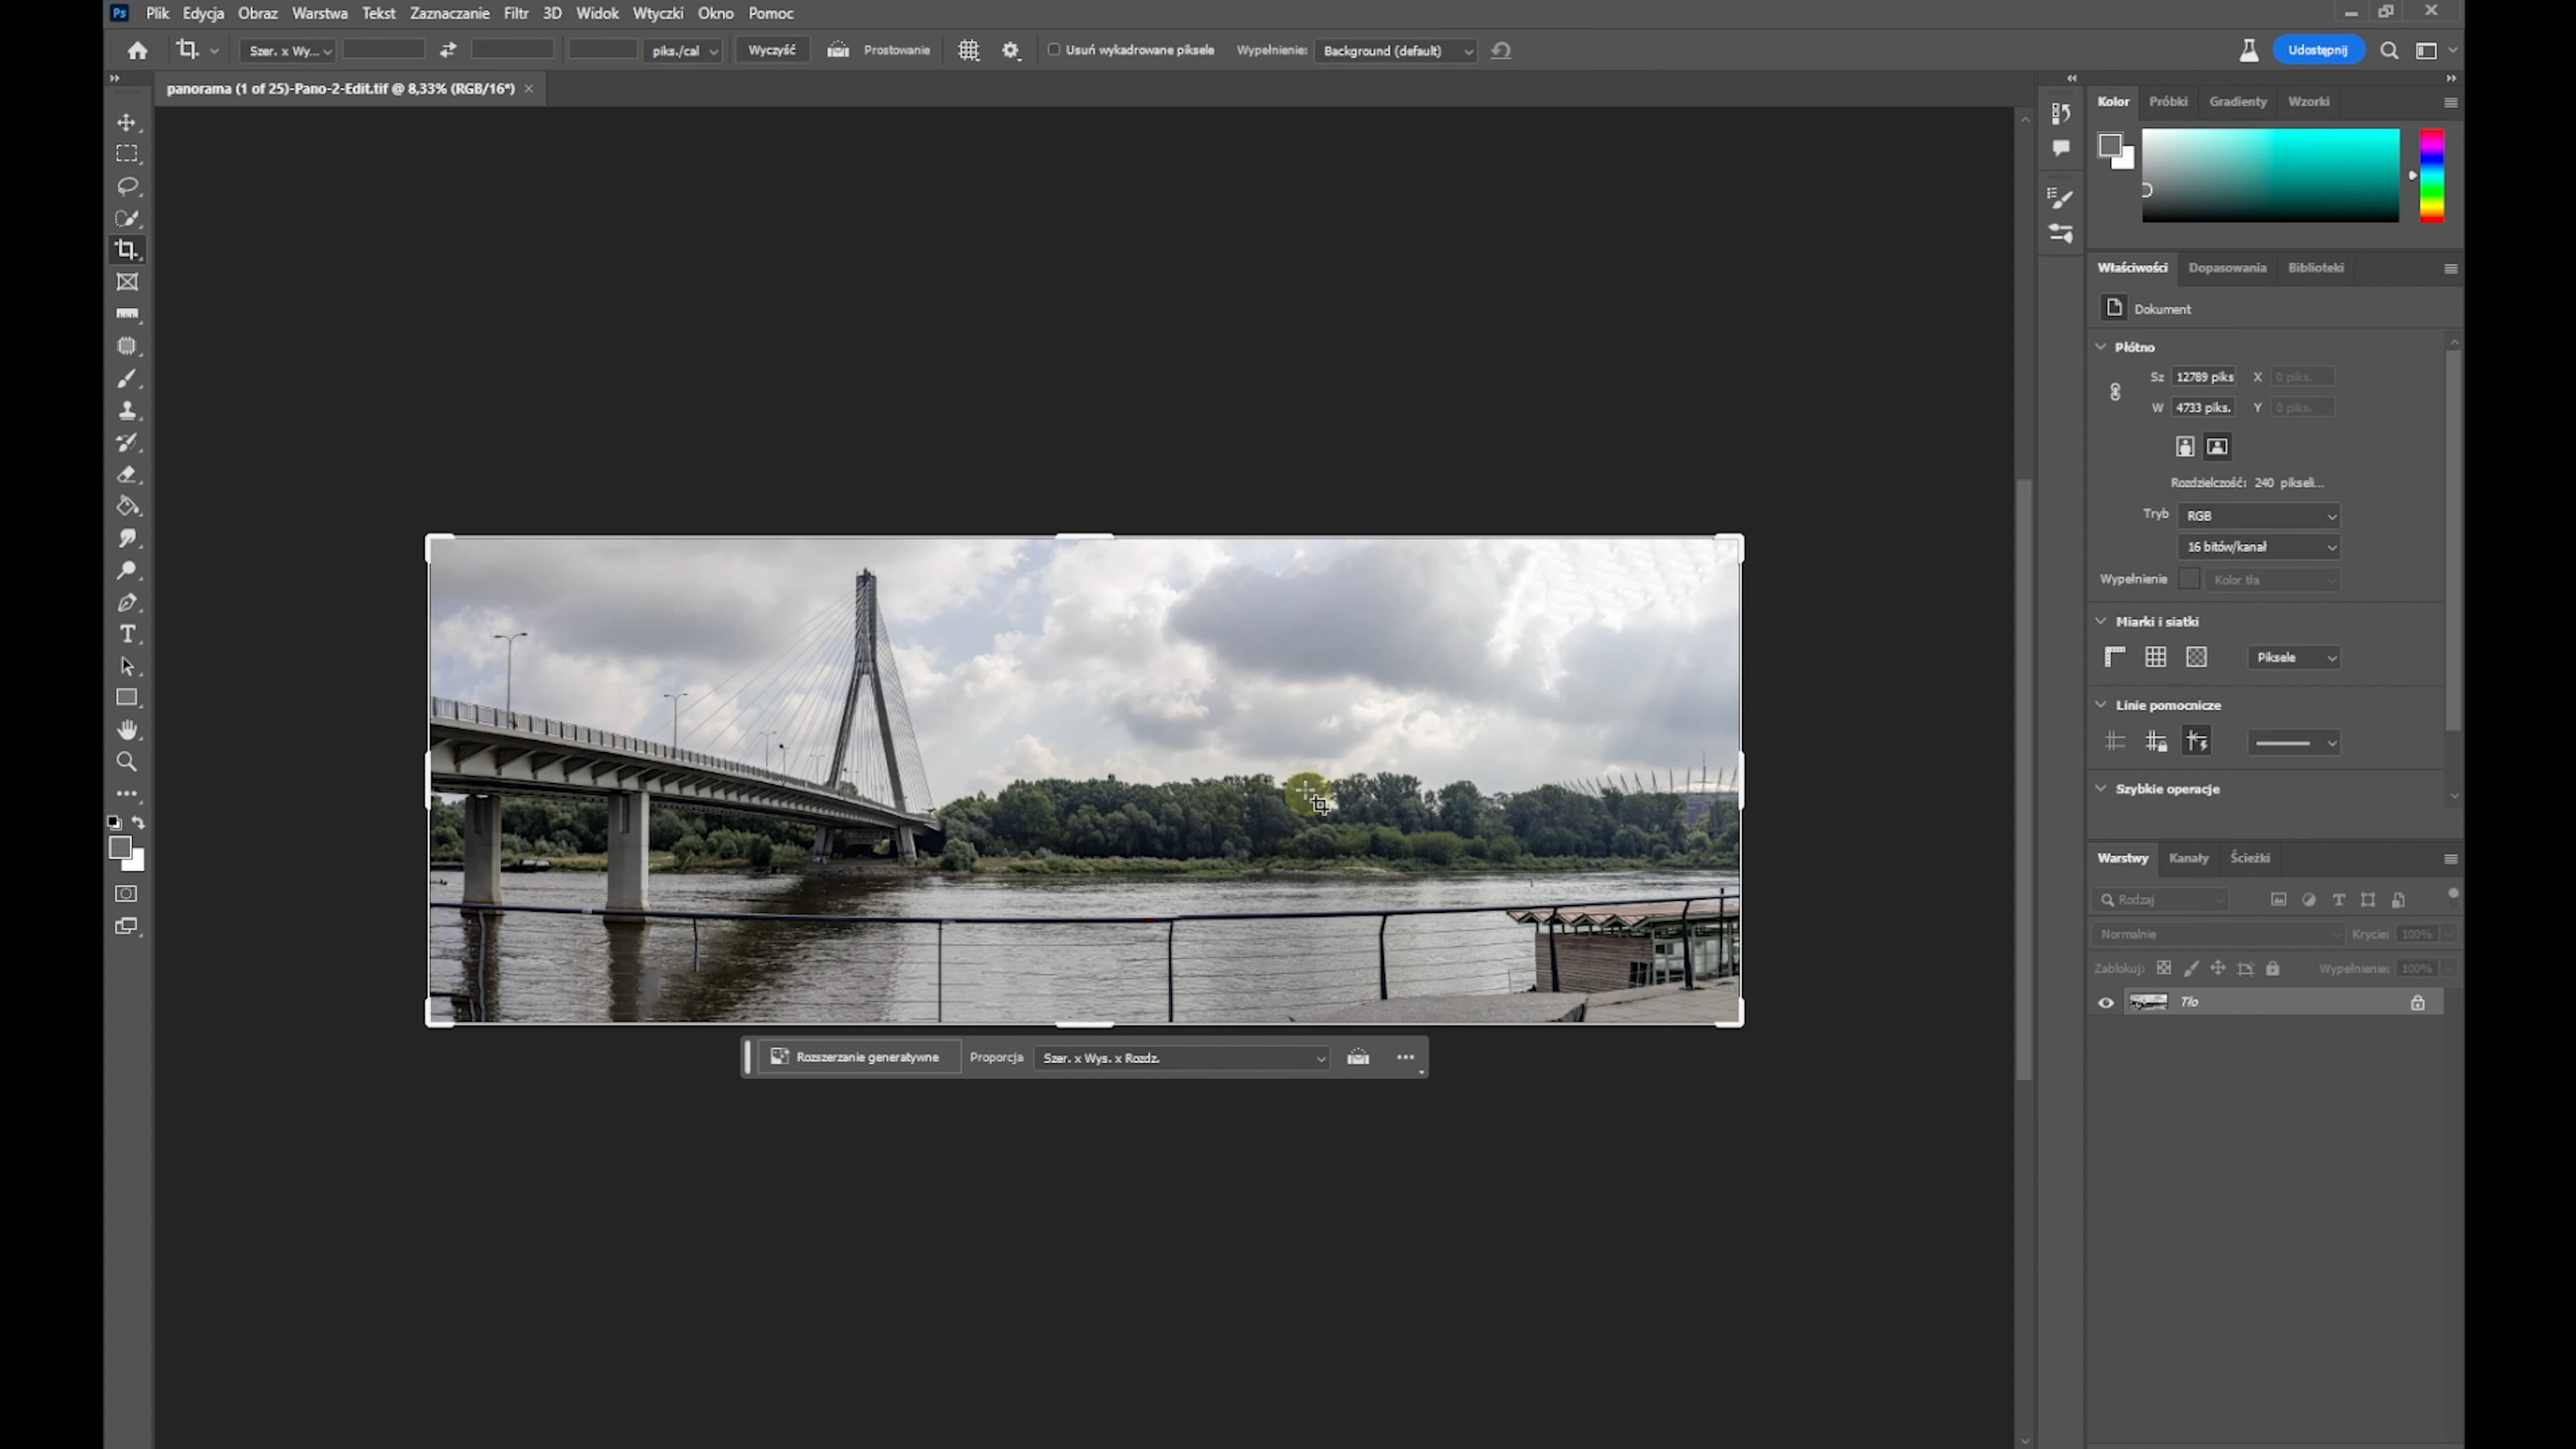 Ps Plik Edycja Obraz Warstwa Tekst Zaznaczanie Filtr 3D Widok Wtyczki Okno Pomoc
Szer. x Wy... piks./cal Wyczyść Prostowanie Usuń wykadrowane piksele Wypełnienie: Background (default) Udostępnij
panorama (1 of 25)-Pano-2-Edit.tif @ 8,33% (RGB/16*) ×
Kolor Próbki Gradienty Wzorki
Właściwości Dopasowania Biblioteki
Dokument
Płótno
Sz 12789 piks X 0 piks.
W 4733 piks. Y 0 piks.
Rozdzielczość: 240 pikseli...
Tryb RGB
16 bitów/kanał
Wypełnienie Kolor tła
Miarki i siatki
Piksele
Linie pomocnicze
Szybkie operacje
Warstwy Kanały Ścieżki
Rodzaj
Normalnie Krycie: 100%
Zablokuj: Wypełnienie: 100%
Tło
Rozszerzanie generatywne Proporcja Szer. x Wys. x Rozdz.